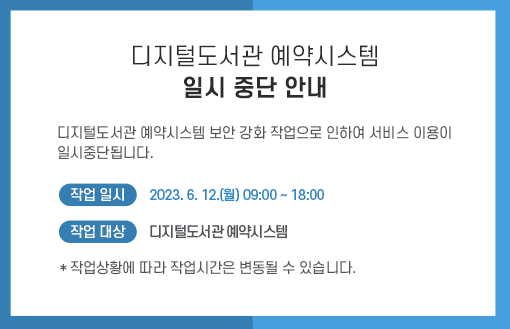 디지털도서관 예약시스템
일시 중단 안내
디지털도서관 예약시스템 보안 강화 작업으로 인하여 서비스 이용이
일시중단됩니다.
작업 일시 2023. 6. 12.(월) 09:00 ~ 18:00
작업 대상 디지털도서관 예약시스템
* 작업상황에 따라 작업시간은 변동될 수 있습니다.